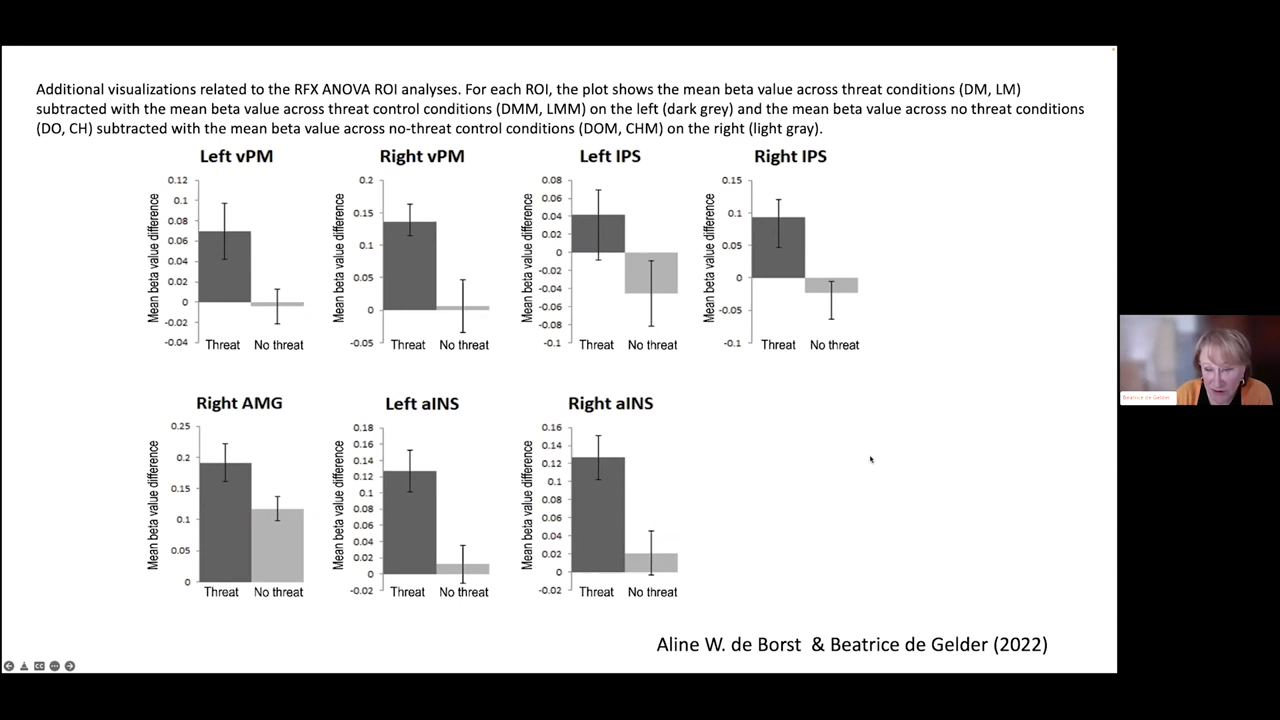 Additional visualizations related to the RFX ANOVA ROI analyses. For each ROI, the plot shows the mean beta value across threat conditions (DM, LM)
subtracted with the mean beta value across threat control conditions (DMM, LMM) on the left (dark grey) and the mean beta value across no threat conditions
(DO, CH) subtracted with the mean beta value across no-threat control conditions (DOM, CHM) on the right (light gray).
Left vPM
Mean beta value difference
0.12
0.1
0.08
0.06
0.04
0.02
0
-0.02
-0.04
Threat No threat
Right vPM
Mean beta value difference
0.2
0.15
0.1
0.05
0
-0.05
Threat No threat
Left IPS
Mean beta value difference
0.08
0.06
0.04
0.02
0
-0.02
-0.04
-0.06
-0.08
-0.1
Threat No threat
Right IPS
Mean beta value difference
0.15
0.1
0.05
0
-0.05
-0.1
Threat No threat
Right AMG
Mean beta value difference
0.25
0.2
0.15
0.1
0.05
0
Threat No threat
Left aINS
Mean beta value difference
0.18
0.16
0.14
0.12
0.1
0.08
0.06
0.04
0.02
0
-0.02
Threat No threat
Right aINS
Mean beta value difference
0.16
0.14
0.12
0.1
0.08
0.06
0.04
0.02
0
-0.02
Threat No threat
Aline W. de Borst & Beatrice de Gelder (2022)
Beatrice de Gelder